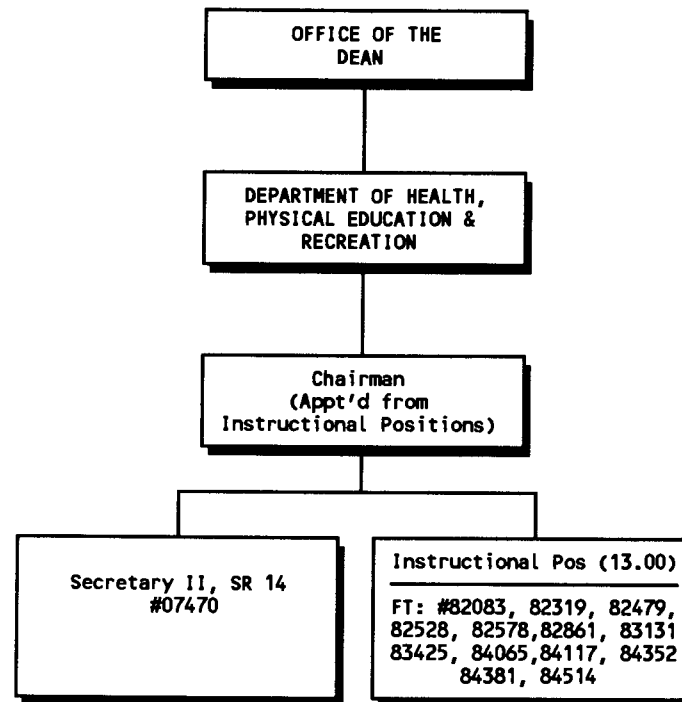 OFFICE OF THE
DEAN
DEPARTMENT OF HEALTH,
PHYSICAL EDUCATION &
RECREATION
Chairman
(Appt'd from
Instructional Positions)
Secretary II, SR 14
#07470
Instructional Pos (13.00)
FT: #82083, 82319, 82479,
82528, 82578,82861, 83131
83425, 84065,84117, 84352
84381, 84514